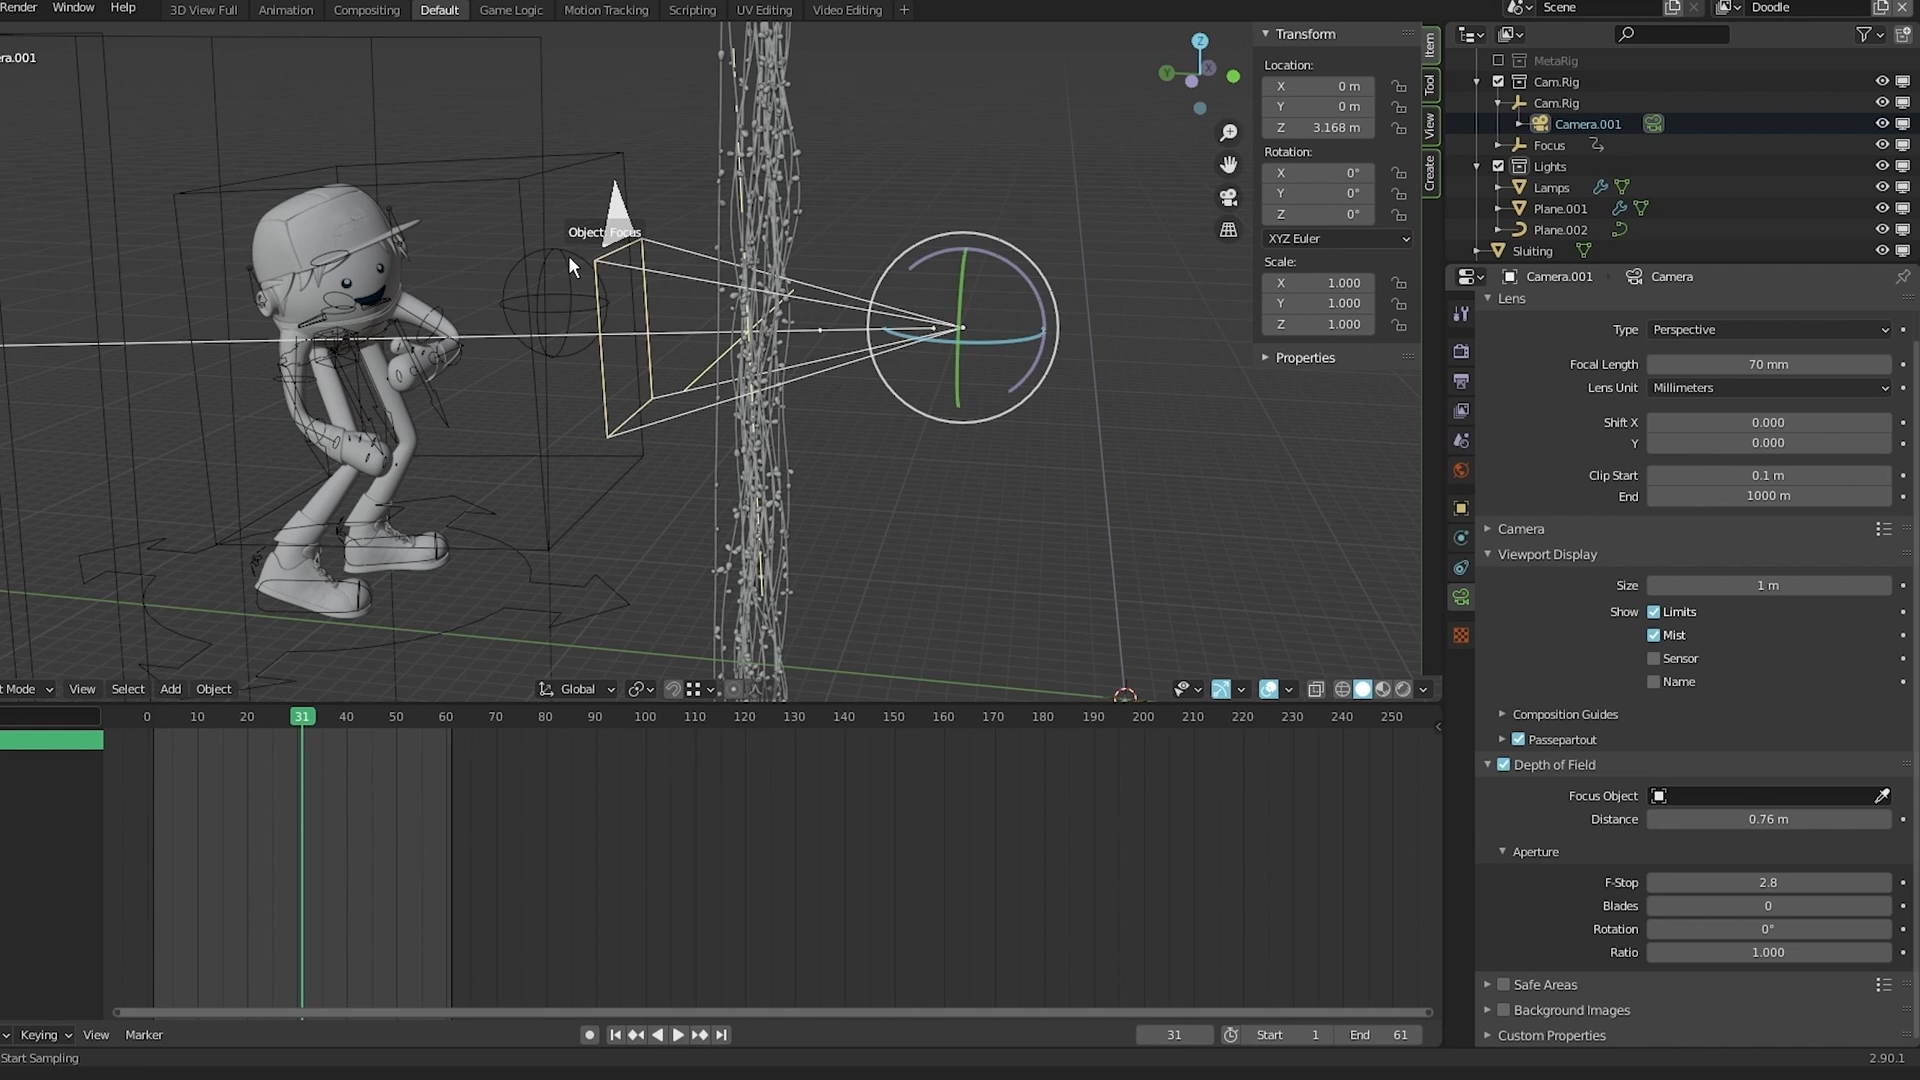 Render Window Help 3D View Full Animation Compositing Default Game Logic Motion Tracking Scripting UV Editing Video Editing + Scene Doodle
era.001
Z
Y X
Object: Focus
Transform
Location:
X 0 m
Y 0 m
Z 3.168 m
Rotation:
X 0°
Y 0°
Z 0°
XYZ Euler
Scale:
X 1.000
Y 1.000
Z 1.000
Properties
Item
Tool
View
Create
MetaRig
Cam.Rig
Cam.Rig
Camera.001
Focus
Lights
Lamps
Plane.001
Plane.002
Sluiting
Camera.001 Camera
Lens
Type Perspective
Focal Length 70 mm
Lens Unit Millimeters
Shift X 0.000
Y 0.000
Clip Start 0.1 m
End 1000 m
Camera
Viewport Display
Size 1 m
Show Limits
Mist
Sensor
Name
Composition Guides
Passepartout
Depth of Field
Focus Object
Distance 0.76 m
Aperture
F-Stop 2.8
Blades 0
Rotation 0°
Ratio 1.000
Safe Areas
Background Images
Custom Properties
t Mode View Select Add Object Global
0 10 20 31 40 50 60 70 80 90 100 110 120 130 140 150 160 170 180 190 200 210 220 230 240 250
Keying View Marker 31 Start 1 End 61
Start Sampling 2.90.1